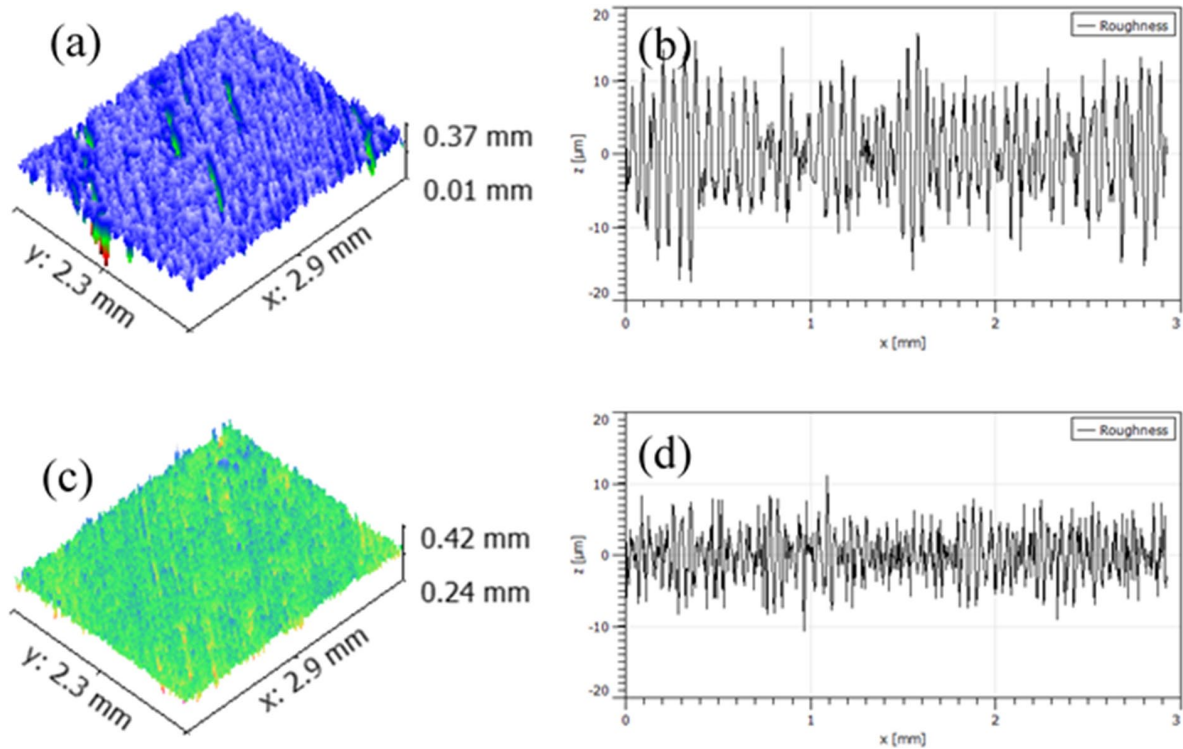 (a)
0.37 mm
0.01 mm
y: 2.3 mm
x: 2.9 mm
(b)
Roughness
20
10
0
-10
-20
z [µm]
0
1
2
3
x [mm]
(c)
0.42 mm
0.24 mm
y: 2.3 mm
x: 2.9 mm
(d)
Roughness
20
10
0
-10
-20
z [µm]
0
1
2
3
x [mm]